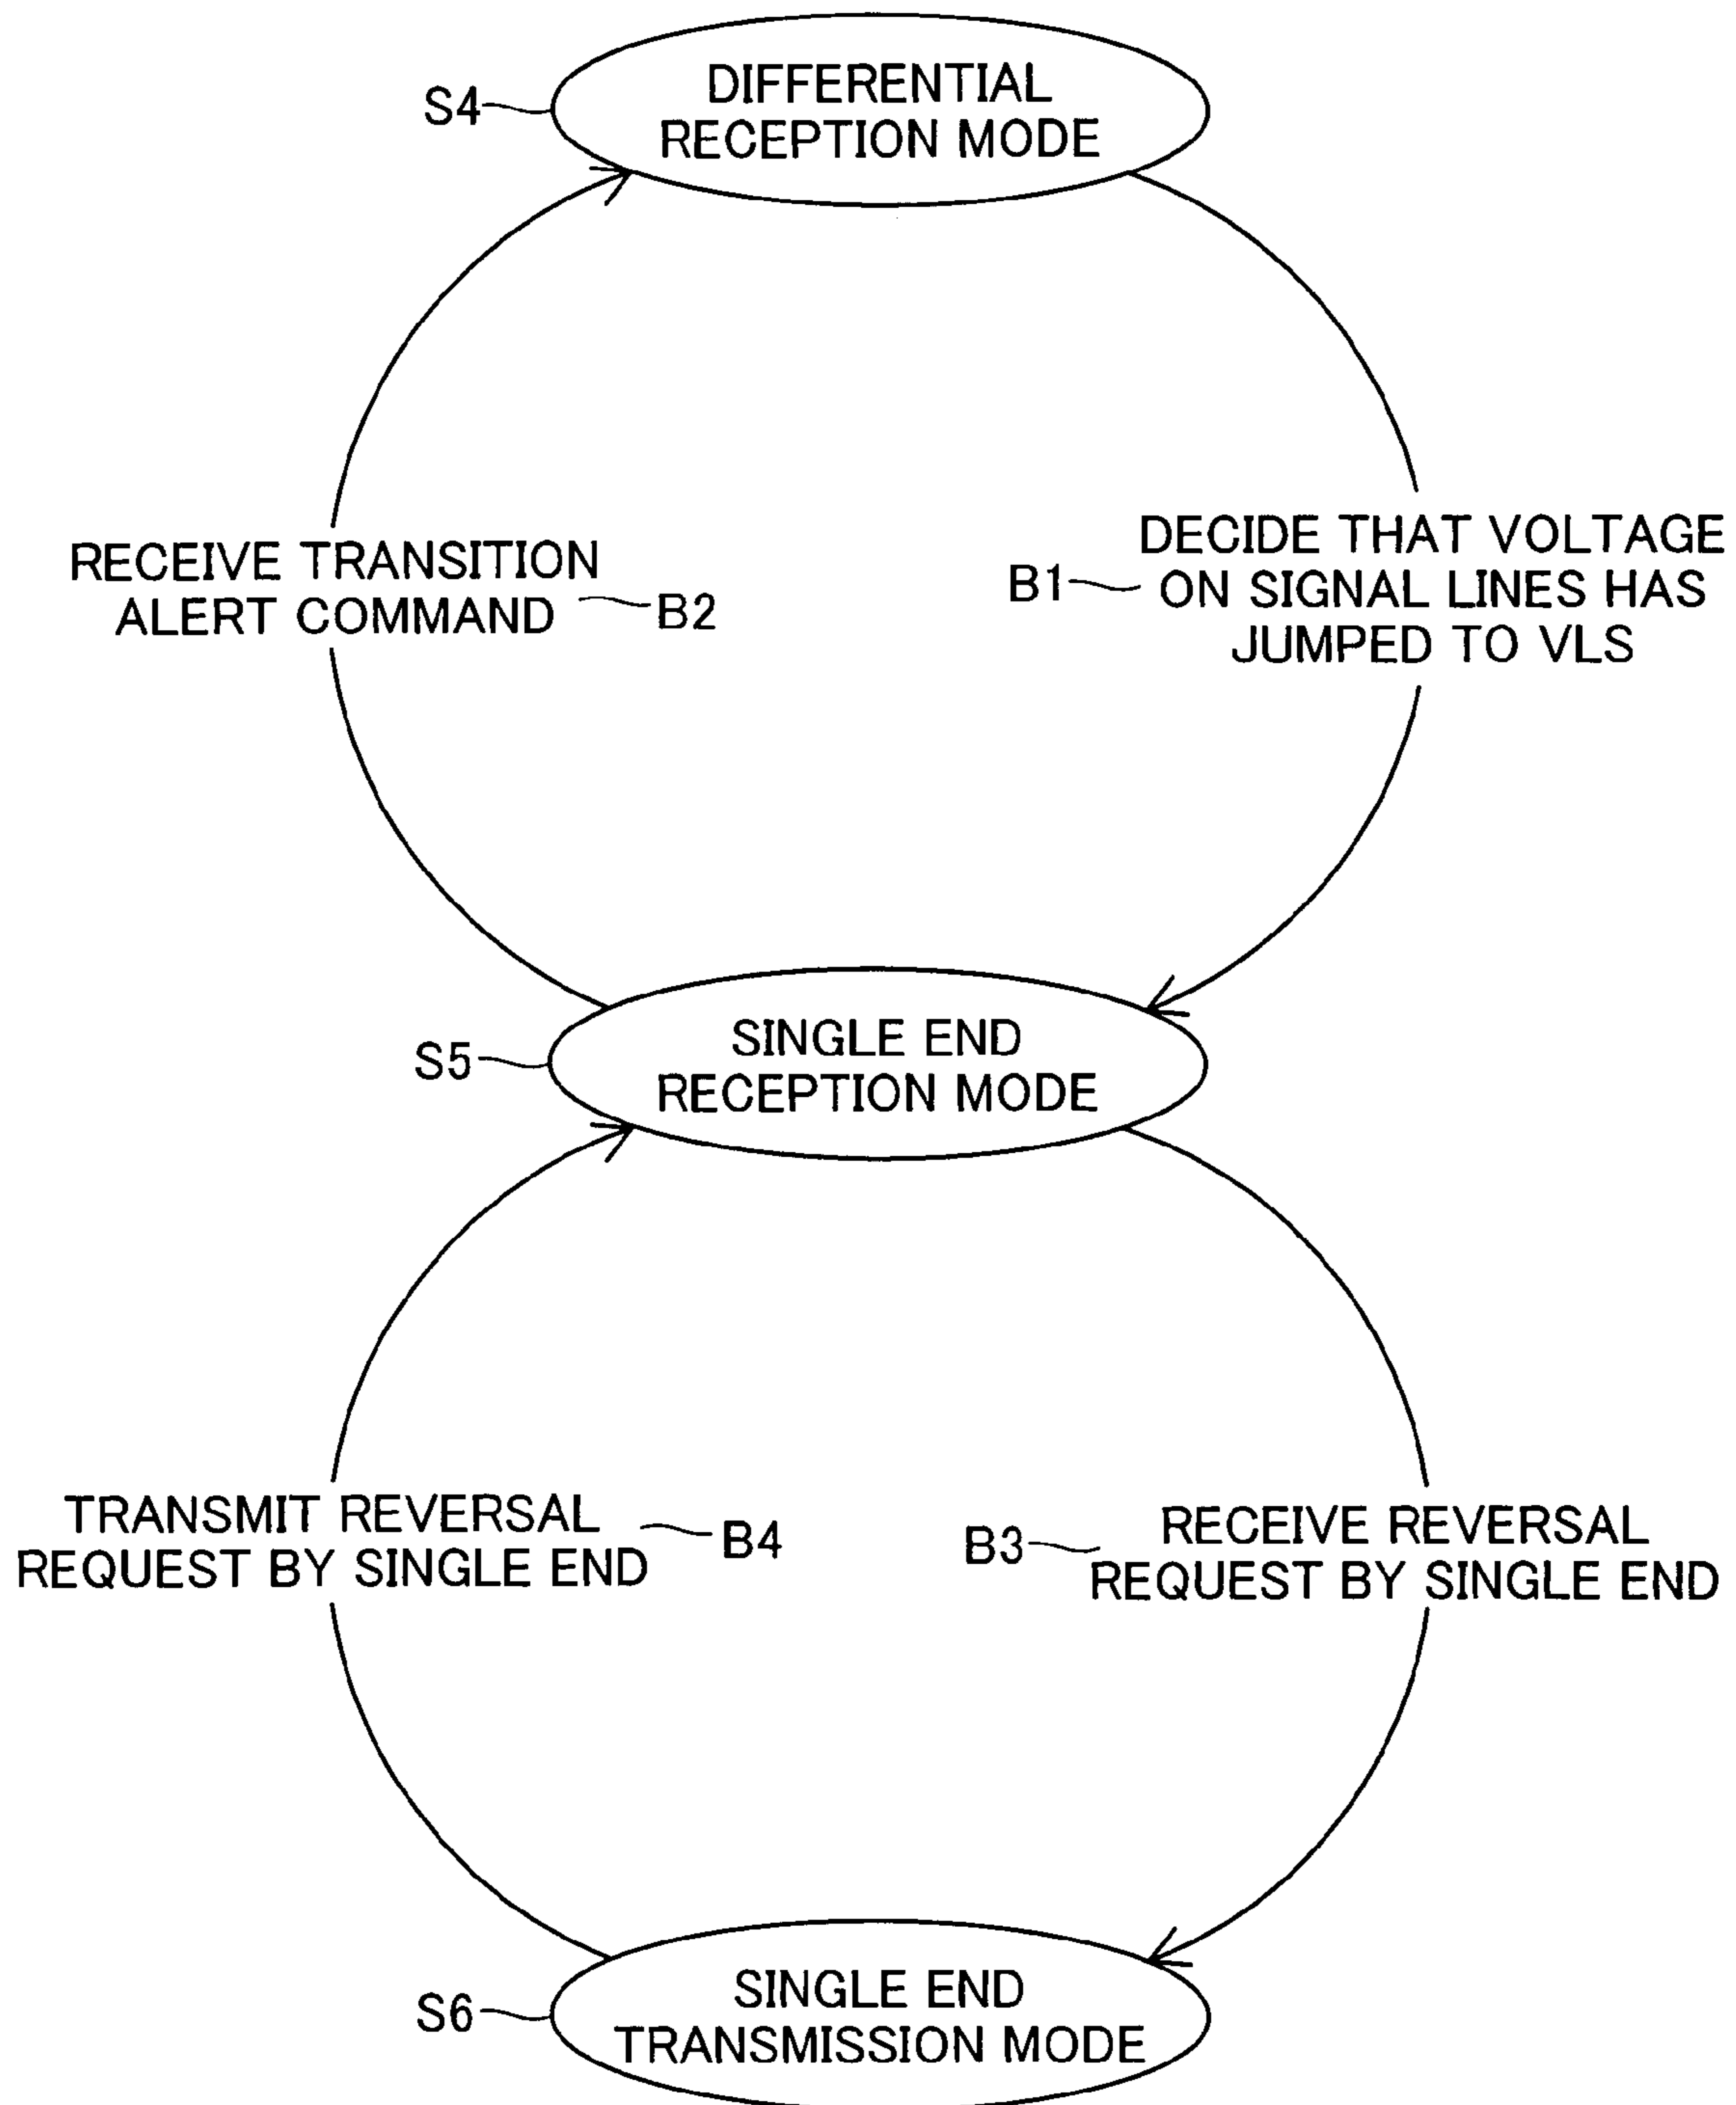 DIFFERENTIAL
RECEPTION MODE
S4
RECEIVE TRANSITION
ALERT COMMAND
B2
B1
DECIDE THAT VOLTAGE
ON SIGNAL LINES HAS
JUMPED TO VLS
S5
SINGLE END
RECEPTION MODE
TRANSMIT REVERSAL
REQUEST BY SINGLE END
B4
B3
RECEIVE REVERSAL
REQUEST BY SINGLE END
S6
SINGLE END
TRANSMISSION MODE